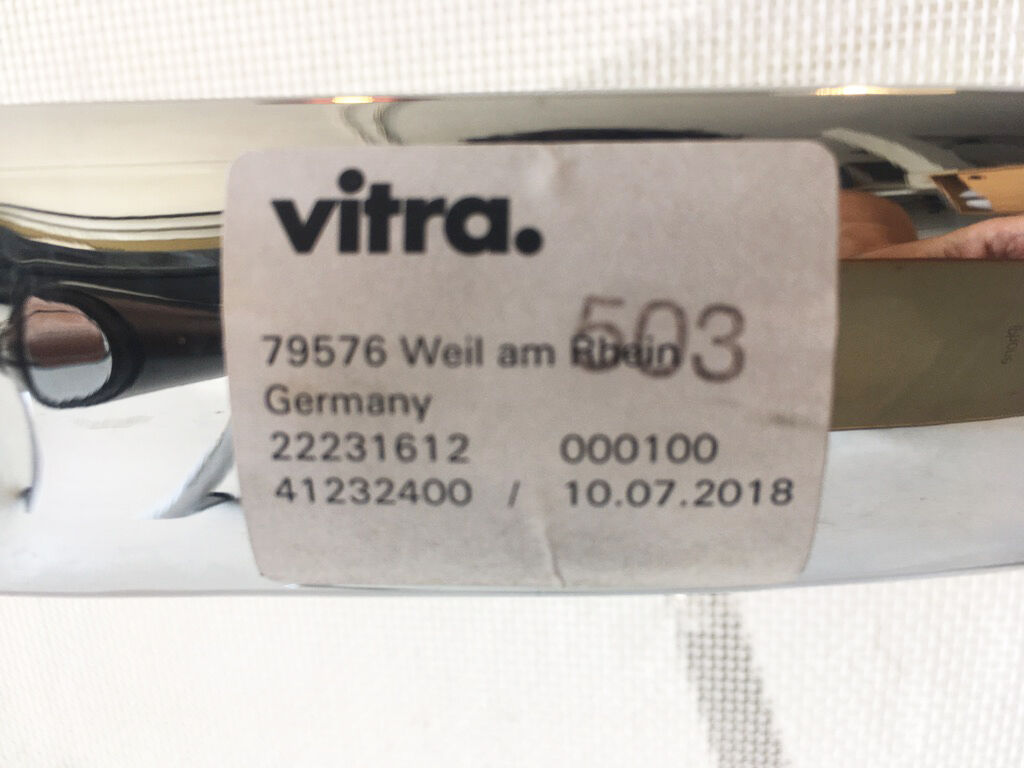 vitra.
503
79576 Weil am Rhein
Germany
22231612 000100
41232400 / 10.07.2018